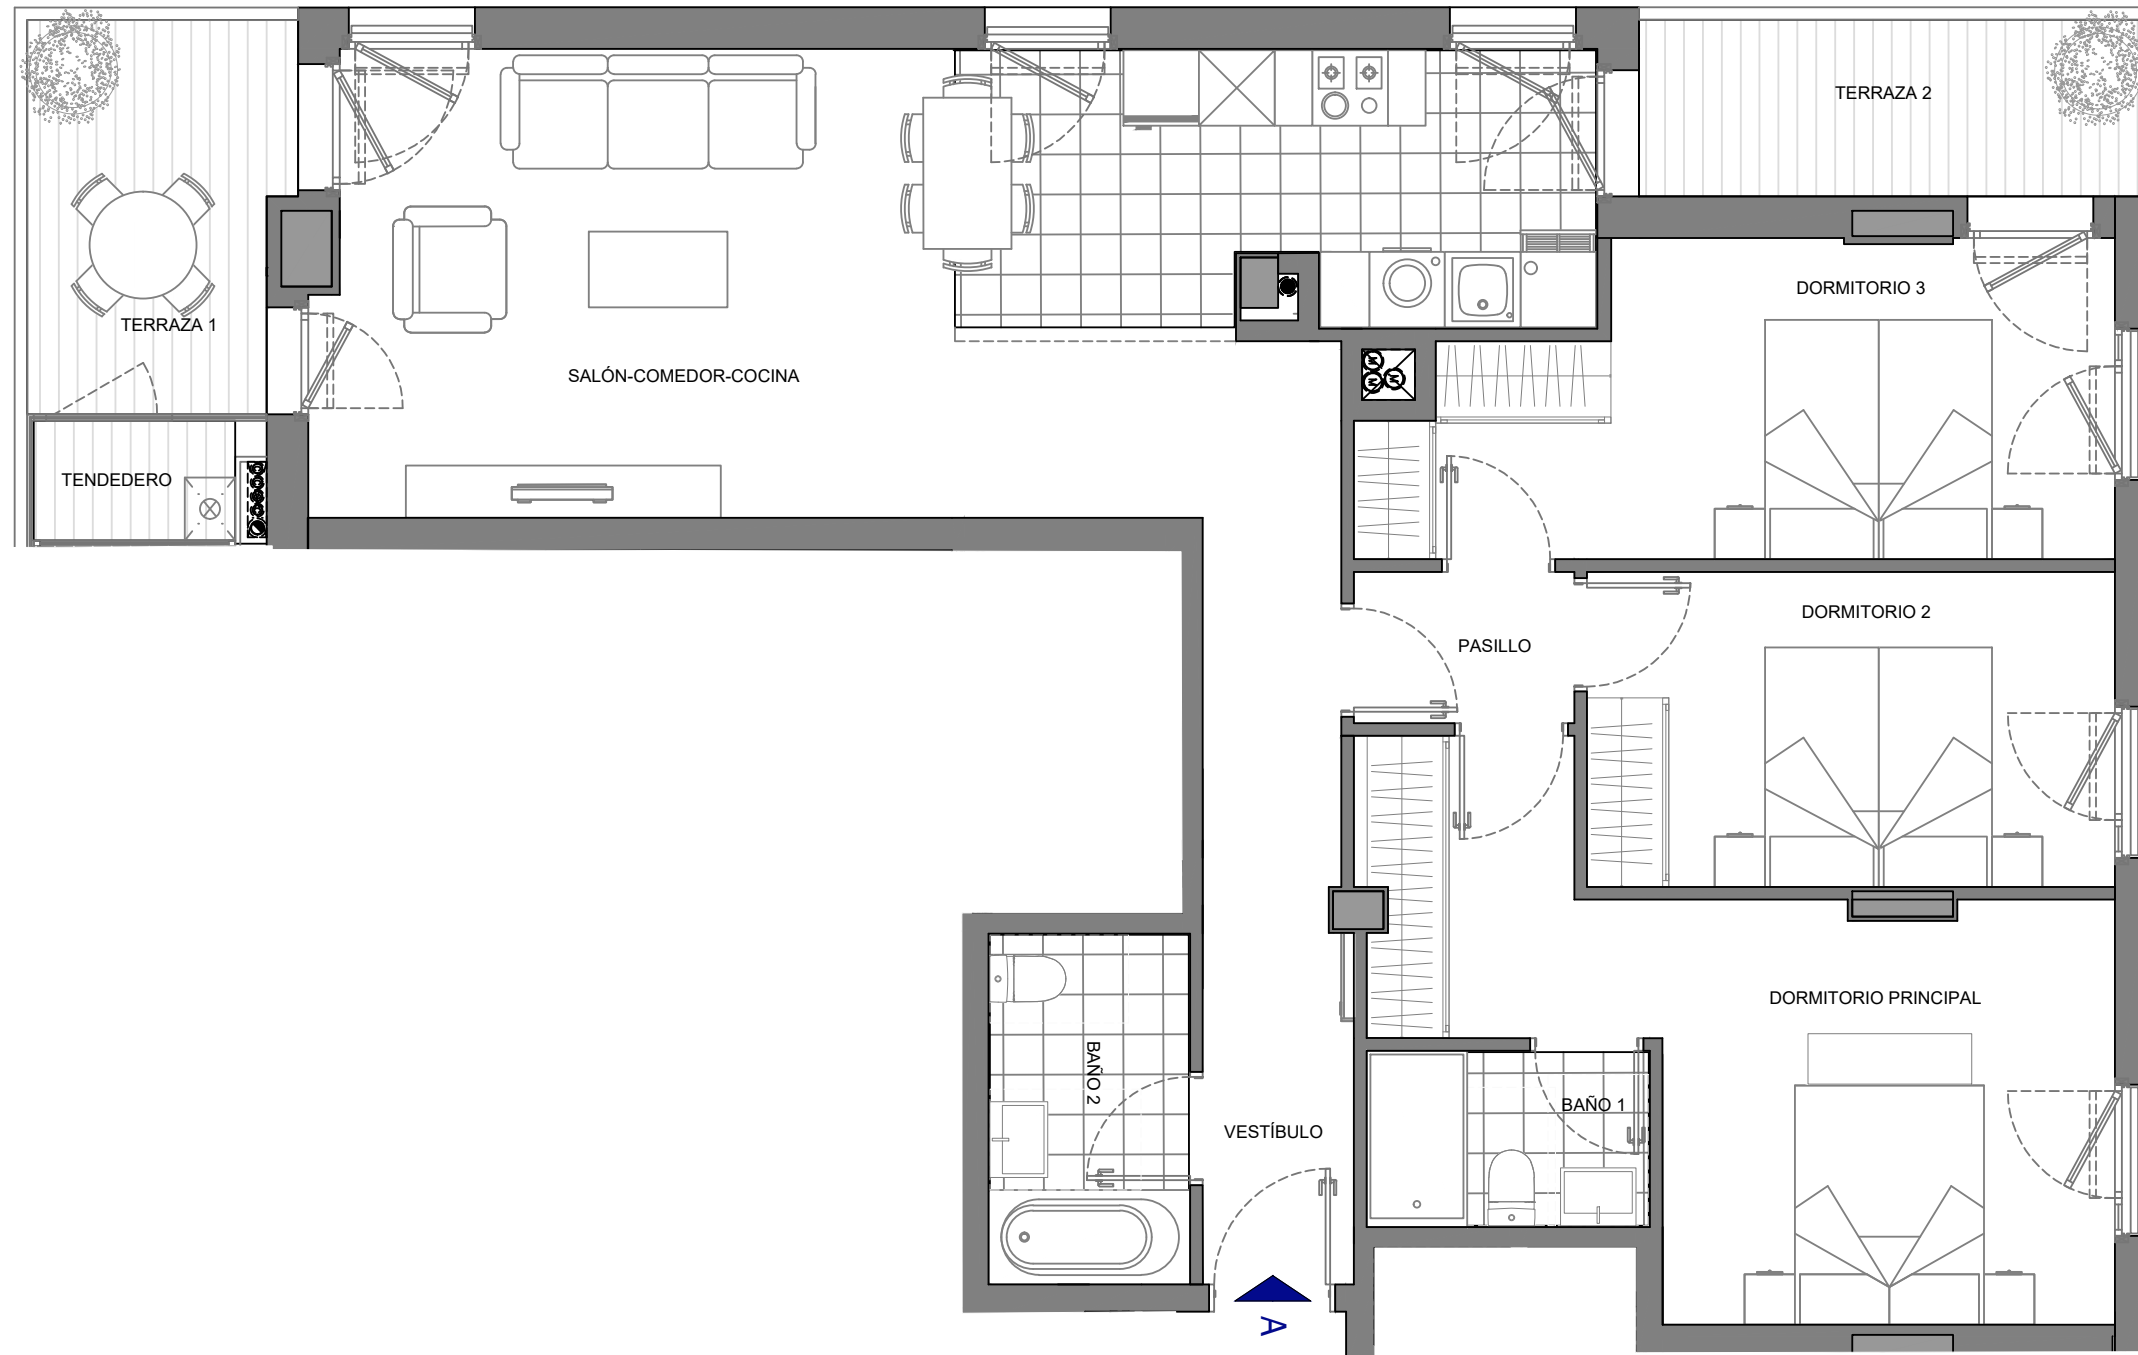 TERRAZA 2
DORMITORIO 3
TERRAZA 1
SALÓN-COMEDOR-COCINA
M
M
M
TENDEDERO
DORMITORIO 2
PASILLO
DORMITORIO PRINCIPAL
BAÑO 2
BAÑO 1
VESTÍBULO
A